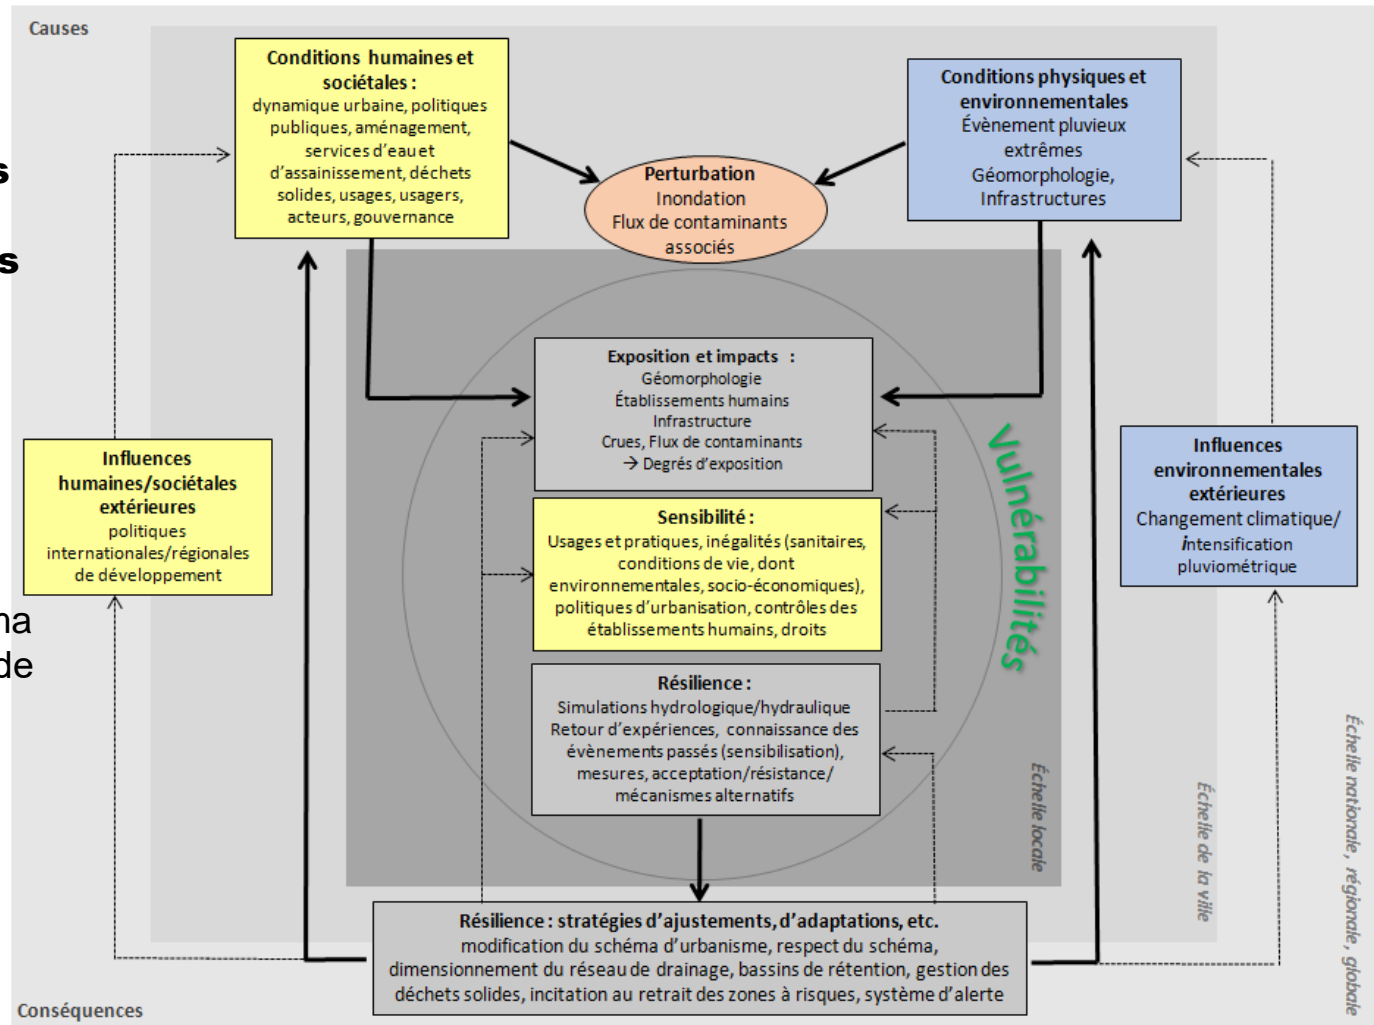 Causes
Conditions humaines et
sociétales :
dynamique urbaine, politiques
publiques, aménagement,
services d'eau et
d'assainissement, déchets
solides, usages, usagers,
acteurs, gouvernance
Conditions physiques et
environnementales
Évènement pluvieux
extrêmes
Géomorphologie,
Infrastructures
s
s
Perturbation
Inondation
Flux de contaminants
associés
Exposition et impacts :
Géomorphologie
Établissements humains
Infrastructure
Crues, Flux de contaminants
→ Degrés d'exposition
Influences
humaines/sociétales
extérieures
politiques
internationales/régionales
de développement
Sensibilité :
Usages et pratiques, inégalités (sanitaires,
conditions de vie, dont
environnementales, socio-économiques),
politiques d'urbanisation, contrôles des
établissements humains, droits
Vulnérabilités
Influences
environnementales
extérieures
Changement climatique/
intensification
pluviométrique
na
de
Résilience :
Simulations hydrologique/hydraulique
Retour d'expériences, connaissance des
évènements passés (sensibilisation),
mesures, acceptation/résistance/
mécanismes alternatifs
Échelle locale
Échelle de la ville
Échelle nationale, régionale, globale
Résilience : stratégies d'ajustements, d'adaptations, etc.
modification du schéma d'urbanisme, respect du schéma,
dimensionnement du réseau de drainage, bassins de rétention, gestion des
déchets solides, incitation au retrait des zones à risques, système d'alerte
Conséquences